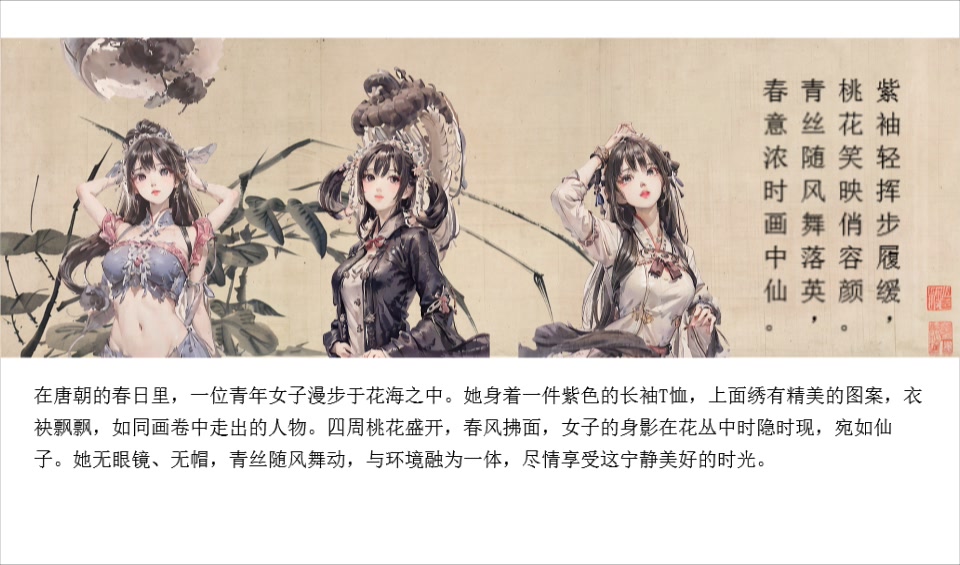 紫袖轻挥步履缓，
桃花笑映俏容颜。
青丝随风舞落英，
春意浓时画中仙。
在唐朝的春日里，一位青年女子漫步于花海之中。她身着一件紫色的长袖T恤，上面绣有精美的图案，衣
袂飘飘，如同画卷中走出的人物。四周桃花盛开，春风拂面，女子的身影在花丛中时隐时现，宛如仙
子。她无眼镜、无帽，青丝随风舞动，与环境融为一体，尽情享受这宁静美好的时光。